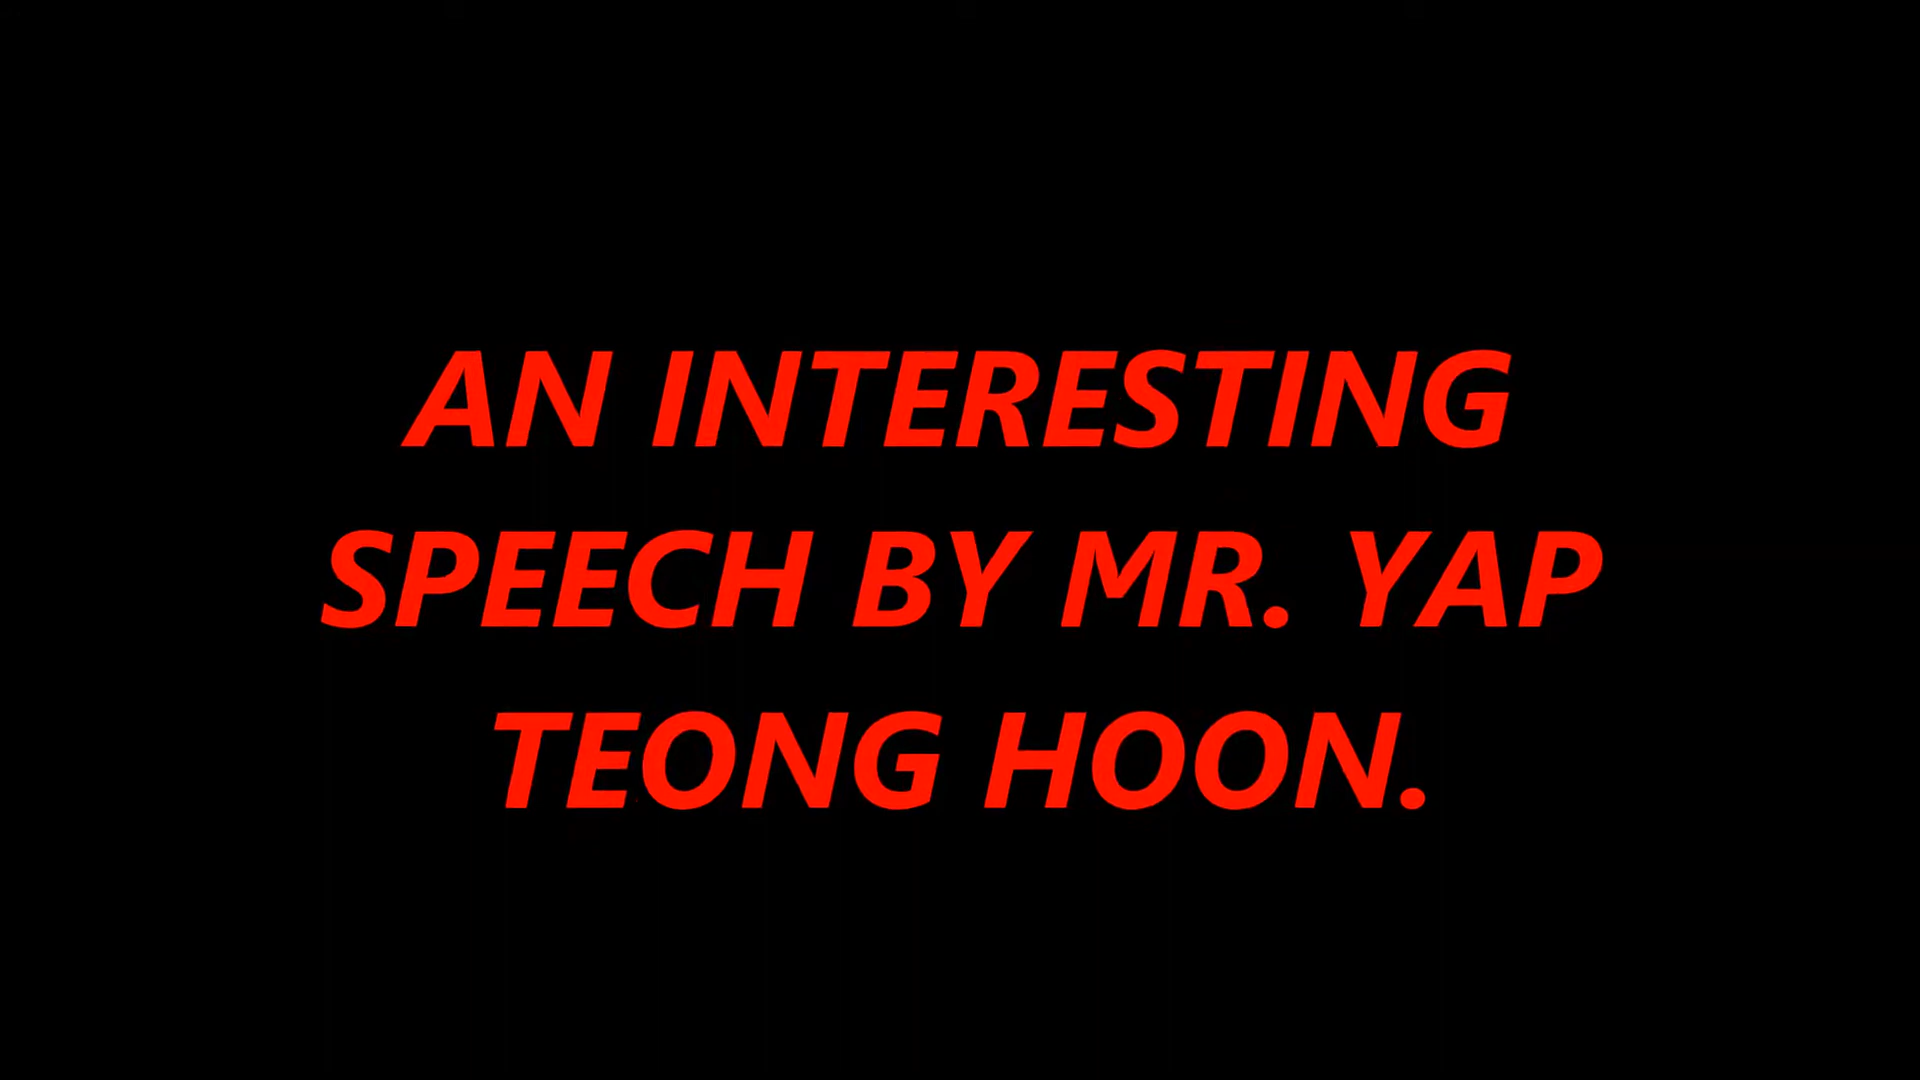 AN INTERESTING
SPEECH BY MR. YAP
TEONG HOON.